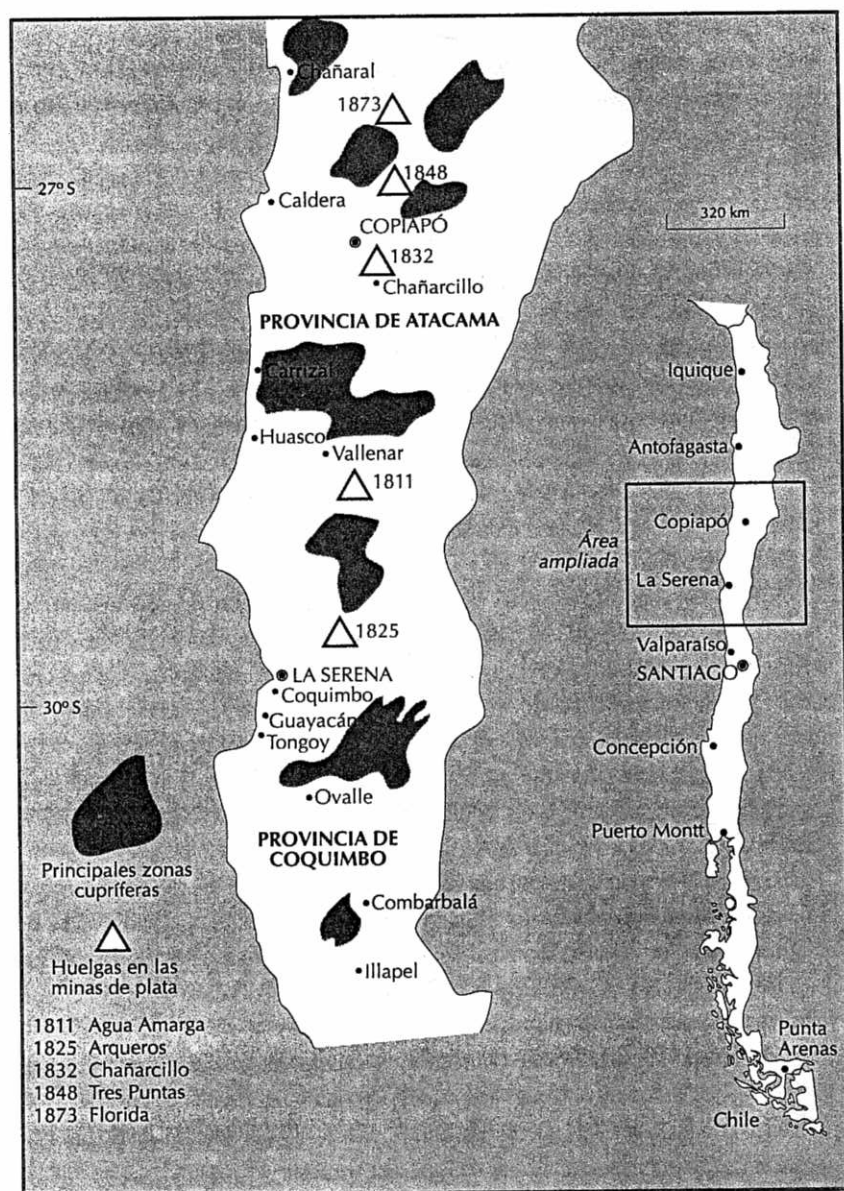 Chañaral
1873
1848
27° S
Caldera
COPIAPÓ
1832
Chañarcillo
PROVINCIA DE ATACAMA
Carrizal
Huasco
Vallenar
1811
1825
LA SERENA
Coquimbo
30° S
Guayacán
Tongoy
Ovalle
PROVINCIA DE
COQUIMBO
Combarbalá
Illapel
Principales zonas
cupríferas
Huelgas en las
minas de plata
1811 Agua Amarga
1825 Arqueros
1832 Chañarcillo
1848 Tres Puntas
1873 Florida
320 km
Iquique
Antofagasta
Área
ampliada
Copiapó
La Serena
Valparaíso
SANTIAGO
Concepción
Puerto Montt
Punta
Arenas
Chile